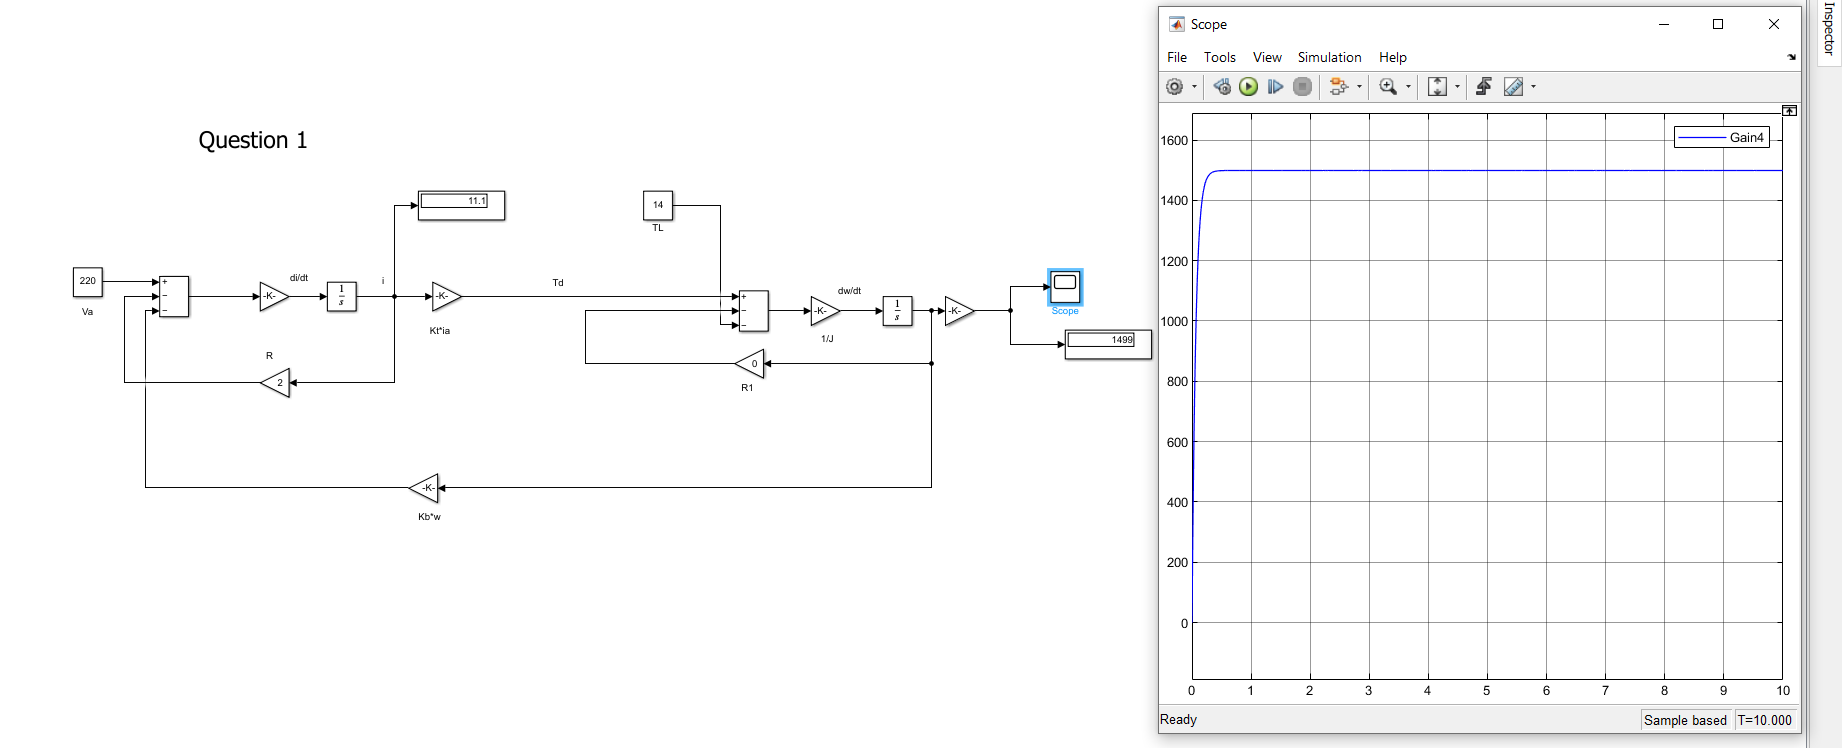 Question 1
11.1
14
TL
220
Va
+
−
−
-K-
di/dt
1
s
i
-K-
Kt*ia
Td
+
−
−
-K-
dw/dt
1/J
1
s
-K-
Scope
1499
R
2
0
R1
-K-
Kb*w
Scope
File Tools View Simulation Help
Gain4
1600
1400
1200
1000
800
600
400
200
0
0 1 2 3 4 5 6 7 8 9 10
Ready
Sample based T=10.000
Inspector